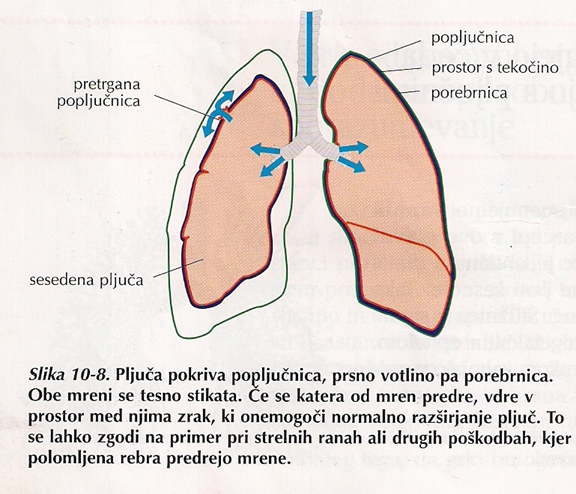 popljučnica
prostor s tekočino
porebrnica
pretrgana
popljučnica
sesedena pljuča
Slika 10-8. Pljuča pokriva popljučnica, prsno votlino pa porebrnica.
Obe mreni se tesno stikata. Če se katera od mren predre, vdre v
prostor med njima zrak, ki onemogoči normalno razširjanje pljuč. To
se lahko zgodi na primer pri strelnih ranah ali drugih poškodbah, kjer
polomljena rebra predrejo mrene.